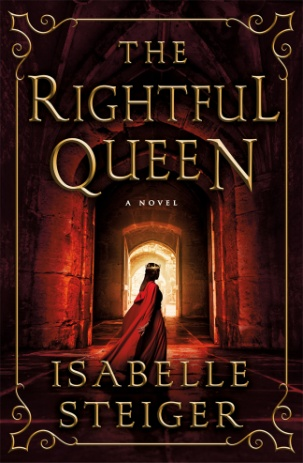 THE
RIGHTFUL
QUEEN
A NOVEL
ISABELLE
STEIGER